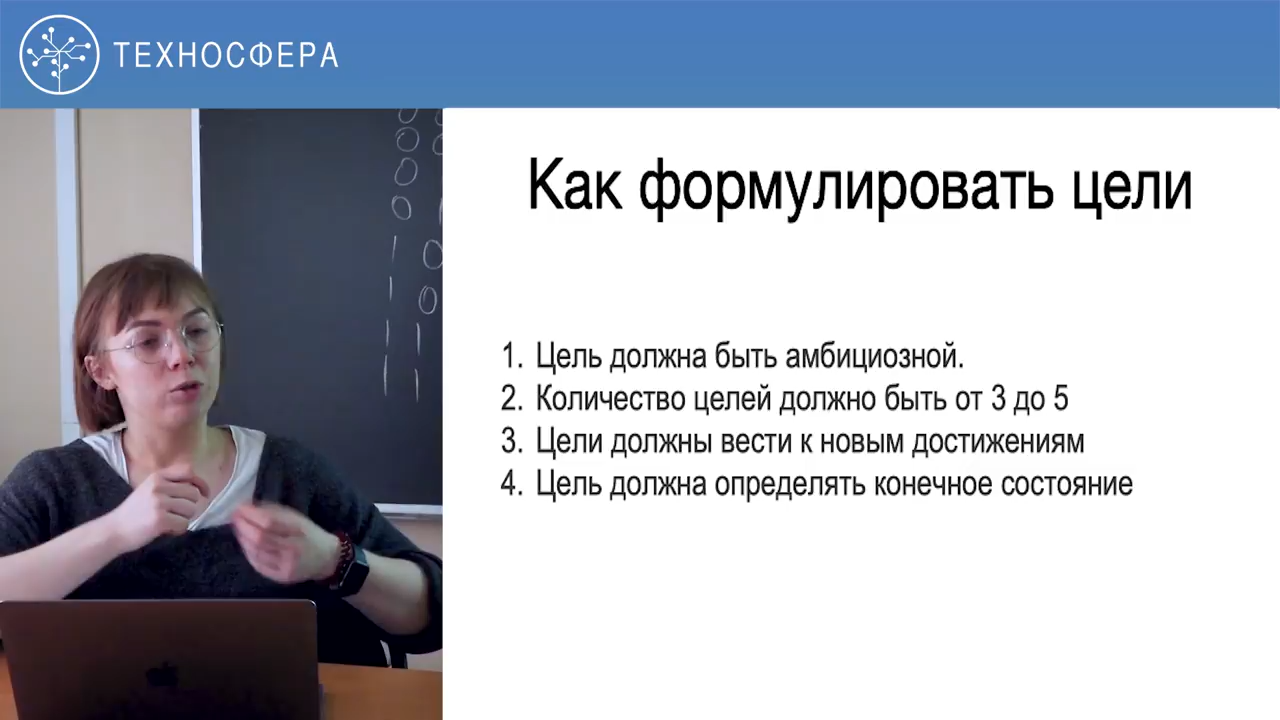 ТЕХНОСФЕРА
Как формулировать цели
1. Цель должна быть амбициозной.
2. Количество целей должно быть от 3 до 5
3. Цели должны вести к новым достижениям
4. Цель должна определять конечное состояние